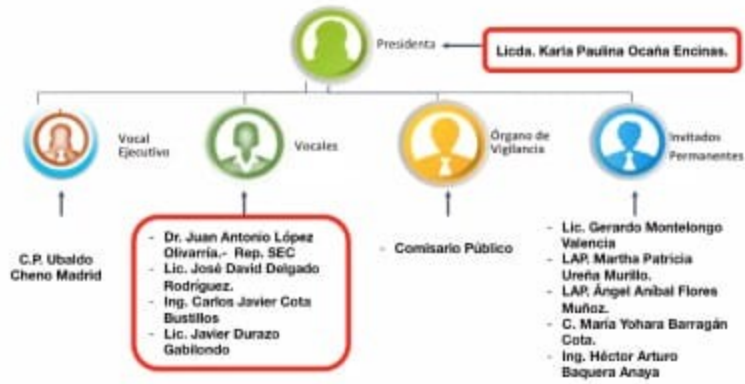 Presidenta
Licda. Karla Paulina Ocaña Encinas.
Vocal
Ejecutivo
Vocales
Órgano de
Vigilancia
Invitados
Permanentes
C.P. Ubaldo
Cheno Madrid
- Dr. Juan Antonio López
Olivarría.- Rep. SEC
- Lic. José David Delgado
Rodríguez.
- Ing. Carlos Javier Cota
Bustillos
- Lic. Javier Durazo
Gabilondo
- Comisario Público
- Lic. Gerardo Montelongo
Valencia
- LAP. Martha Patricia
Ureña Murillo.
- LAP. Ángel Aníbal Flores
Muñoz.
- C. María Yohara Barragán
Cota.
- Ing. Héctor Arturo
Baquera Anaya